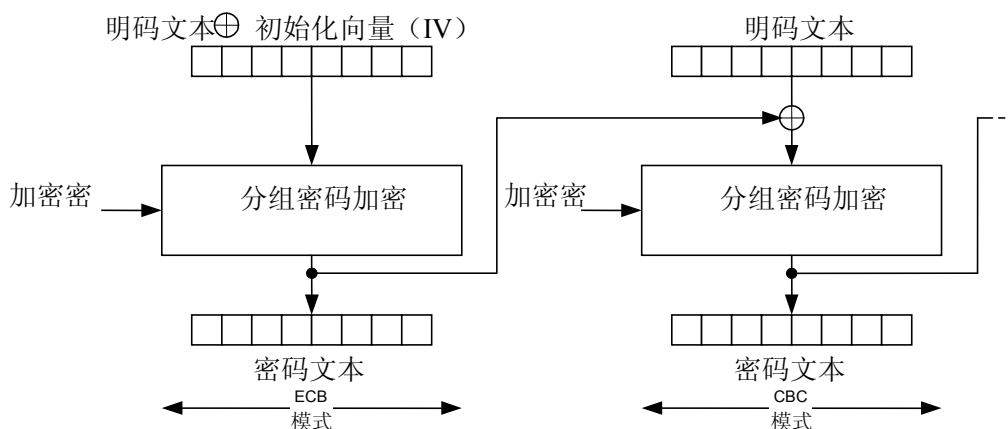 明码文本⊕ 初始化向量（IV）
明码文本
加密密
分组密码加密
加密密
分组密码加密
密码文本
密码文本
ECB
模式
CBC
模式